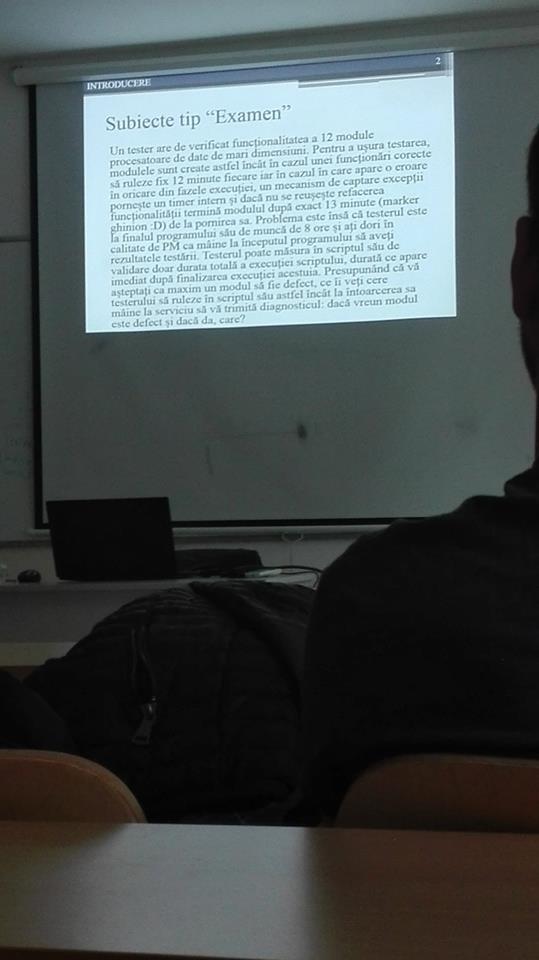 INTRODUCERE
2
Subiecte tip “Examen”
Un tester are de verificat funcționalitatea a 12 module
procesatoare de date de mari dimensiuni. Pentru a ușura testarea,
modulele sunt create astfel încât în cazul unei funcționări corecte
să ruleze fix 12 minute fiecare iar în cazul în care apare o eroare
în oricare din fazele execuției, un mecanism de captare excepții
pornește un timer intern și dacă nu se reușește refacerea
funcționalității termină modulul după exact 13 minute (marker
ghinion :D) de la pornirea sa. Problema este însă că testerul este
la finalul programului său de muncă de 8 ore și ați dori în
calitate de PM ca mâine la începutul programului să aveți
rezultatele testării. Testerul poate măsura în scriptul său de
validare doar durata totală a execuției scriptului, durată ce apare
imediat după finalizarea execuției acestuia. Presupunând că vă
așteptați ca maxim un modul să fie defect, ce îi veți cere
testerului să ruleze în scriptul său astfel încât la întoarcerea sa
mâine la serviciu să vă trimită diagnosticul: dacă vreun modul
este defect și dacă da, care?